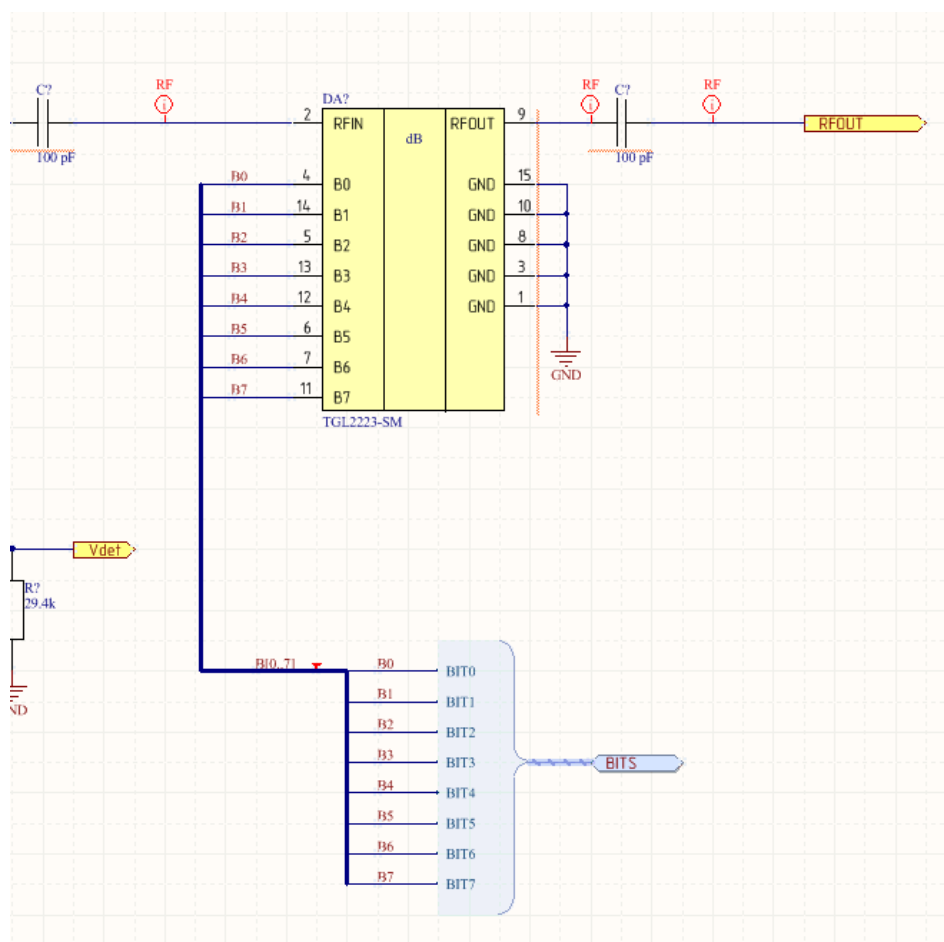 C?
100 pF
RF
DA?
2
RFIN
dB
RFOUT
9
RF
C?
100 pF
RF
RFOUT
B0
4
B0
GND
15
B1
14
B1
GND
10
B2
5
B2
GND
8
B3
13
B3
GND
3
B4
12
B4
GND
1
B5
6
B5
B6
7
B6
B7
11
B7
GND
TGL2223-SM
Vdet
R?
29.4k
ND
B[0..7]
B0
BIT0
B1
BIT1
B2
BIT2
B3
BIT3
B4
BIT4
B5
BIT5
B6
BIT6
B7
BIT7
BITS